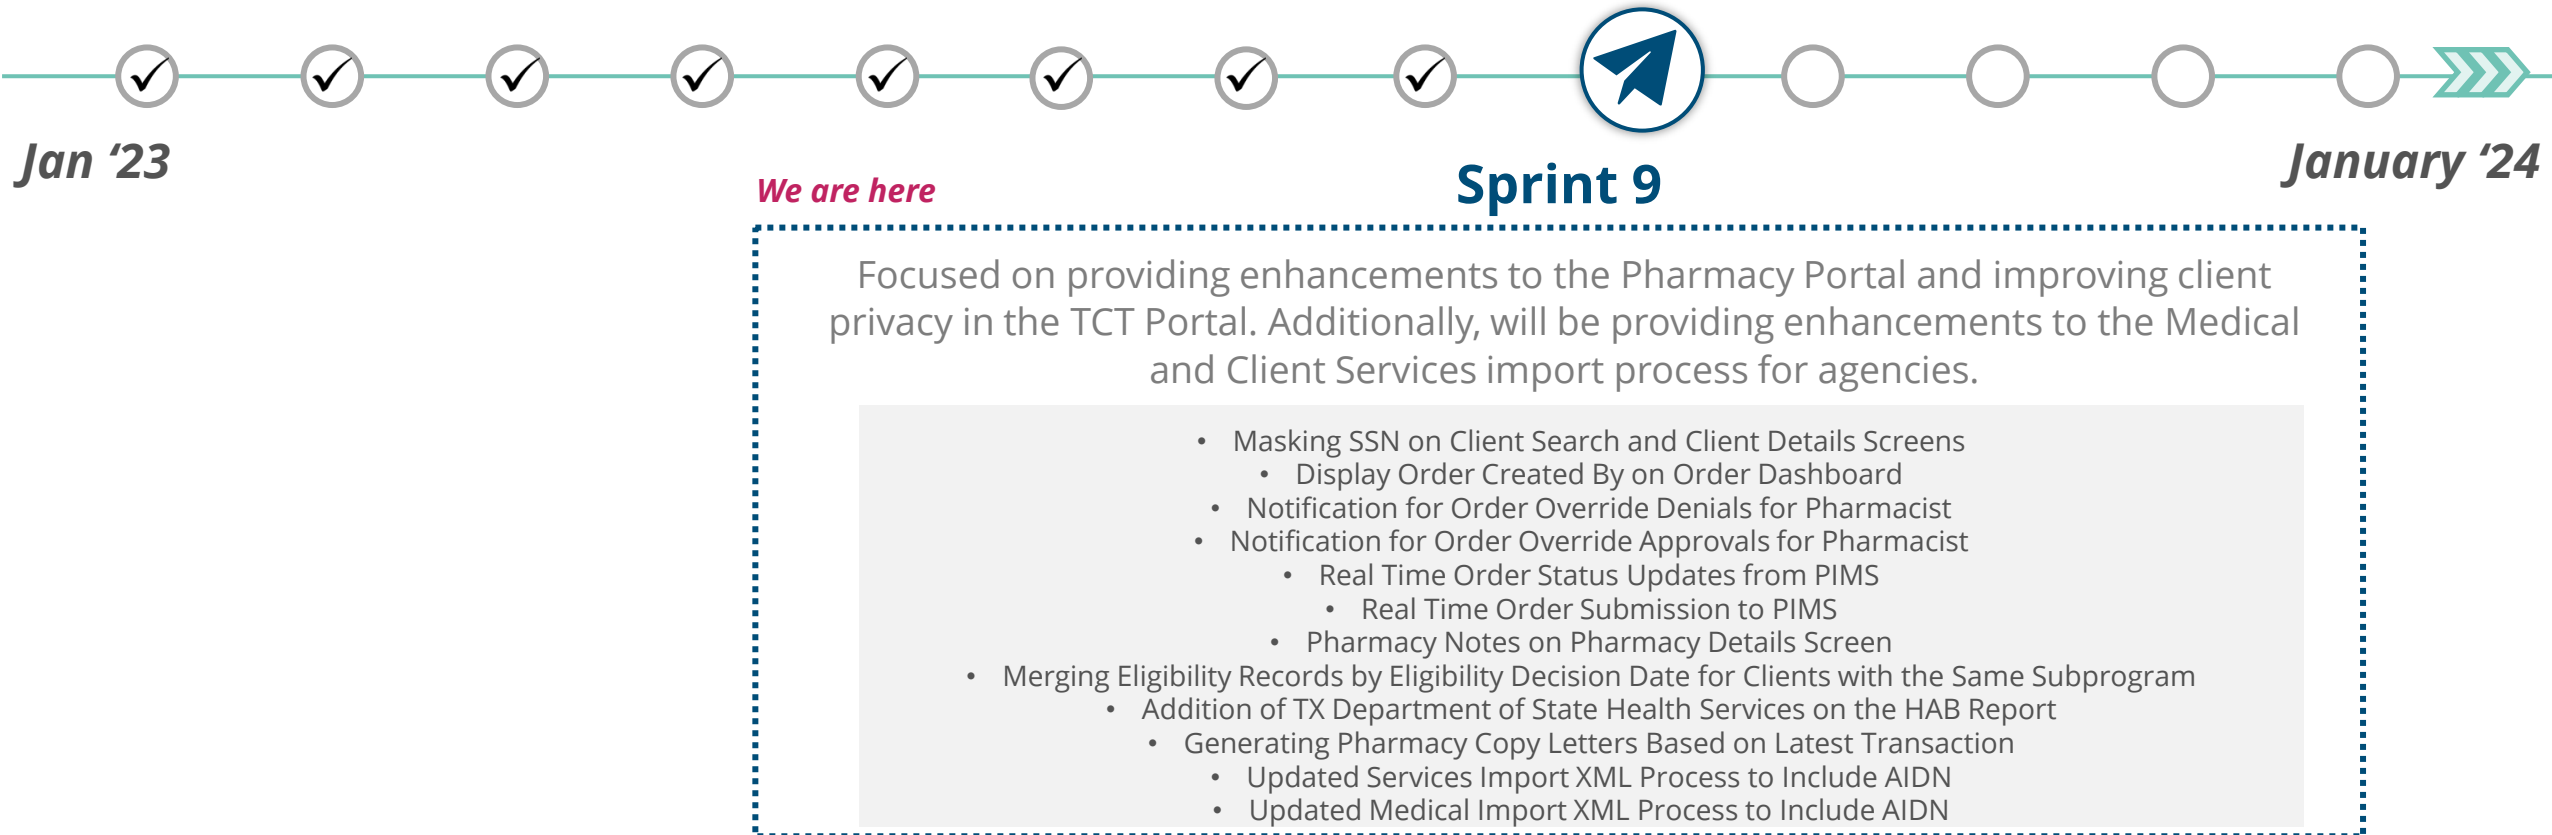 Jan ‘23
January ‘24
We are here
Sprint 9
Focused on providing enhancements to the Pharmacy Portal and improving client
privacy in the TCT Portal. Additionally, will be providing enhancements to the Medical
and Client Services import process for agencies.
• Masking SSN on Client Search and Client Details Screens
• Display Order Created By on Order Dashboard
• Notification for Order Override Denials for Pharmacist
• Notification for Order Override Approvals for Pharmacist
• Real Time Order Status Updates from PIMS
• Real Time Order Submission to PIMS
• Pharmacy Notes on Pharmacy Details Screen
• Merging Eligibility Records by Eligibility Decision Date for Clients with the Same Subprogram
• Addition of TX Department of State Health Services on the HAB Report
• Generating Pharmacy Copy Letters Based on Latest Transaction
• Updated Services Import XML Process to Include AIDN
• Updated Medical Import XML Process to Include AIDN